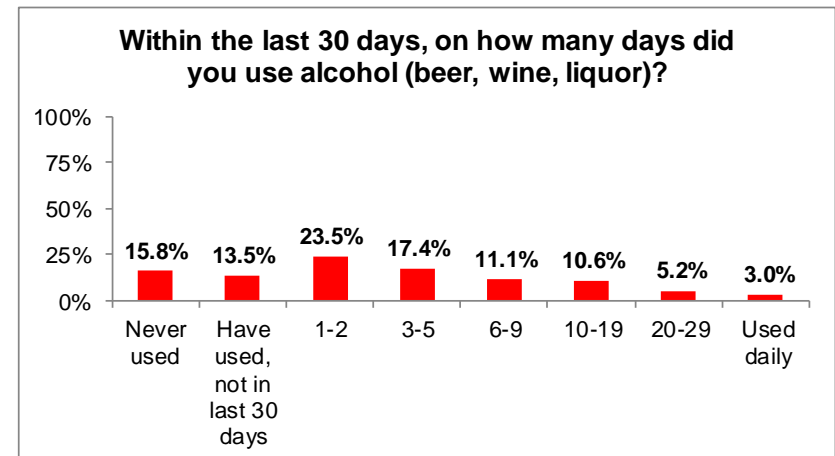 Within the last 30 days, on how many days did
you use alcohol (beer, wine, liquor)?
100%
75%
50%
25%
0%
15.8%
13.5%
23.5%
17.4%
11.1%
10.6%
5.2%
3.0%
Never
used
Have
used,
not in
last 30
days
1-2
3-5
6-9
10-19
20-29
Used
daily